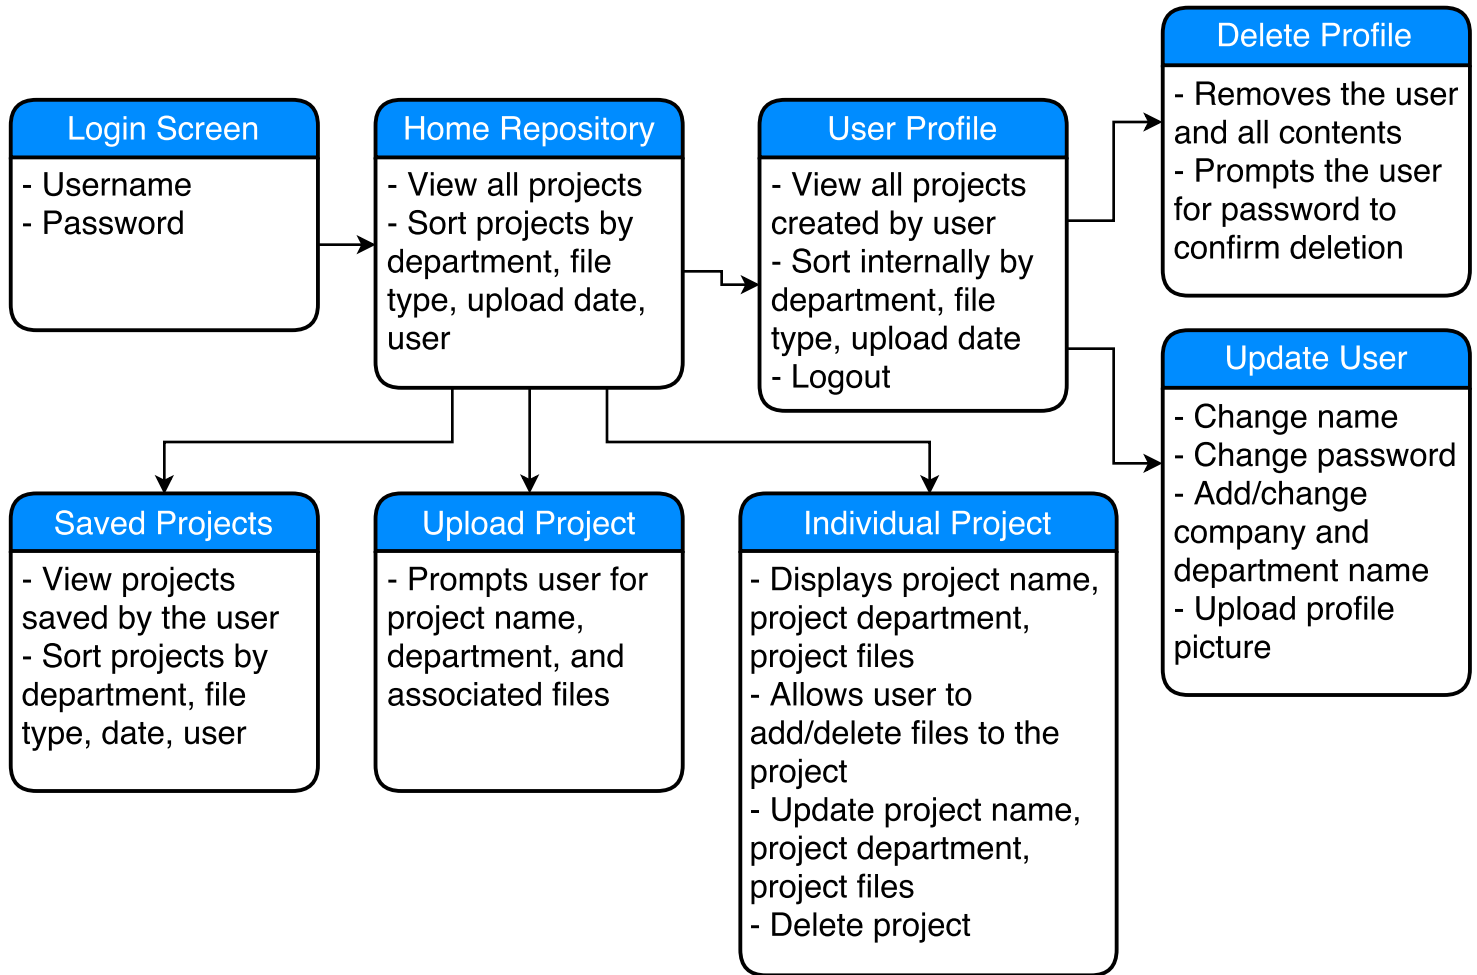 Login Screen
- Username
- Password
Home Repository
- View all projects
- Sort projects by
department, file
type, upload date,
user
User Profile
- View all projects
created by user
- Sort internally by
department, file
type, upload date
- Logout
Delete Profile
- Removes the user
and all contents
- Prompts the user
for password to
confirm deletion
Update User
- Change name
- Change password
- Add/change
company and
department name
- Upload profile
picture
Saved Projects
- View projects
saved by the user
- Sort projects by
department, file
type, date, user
Upload Project
- Prompts user for
project name,
department, and
associated files
Individual Project
- Displays project name,
project department,
project files
- Allows user to
add/delete files to the
project
- Update project name,
project department,
project files
- Delete project